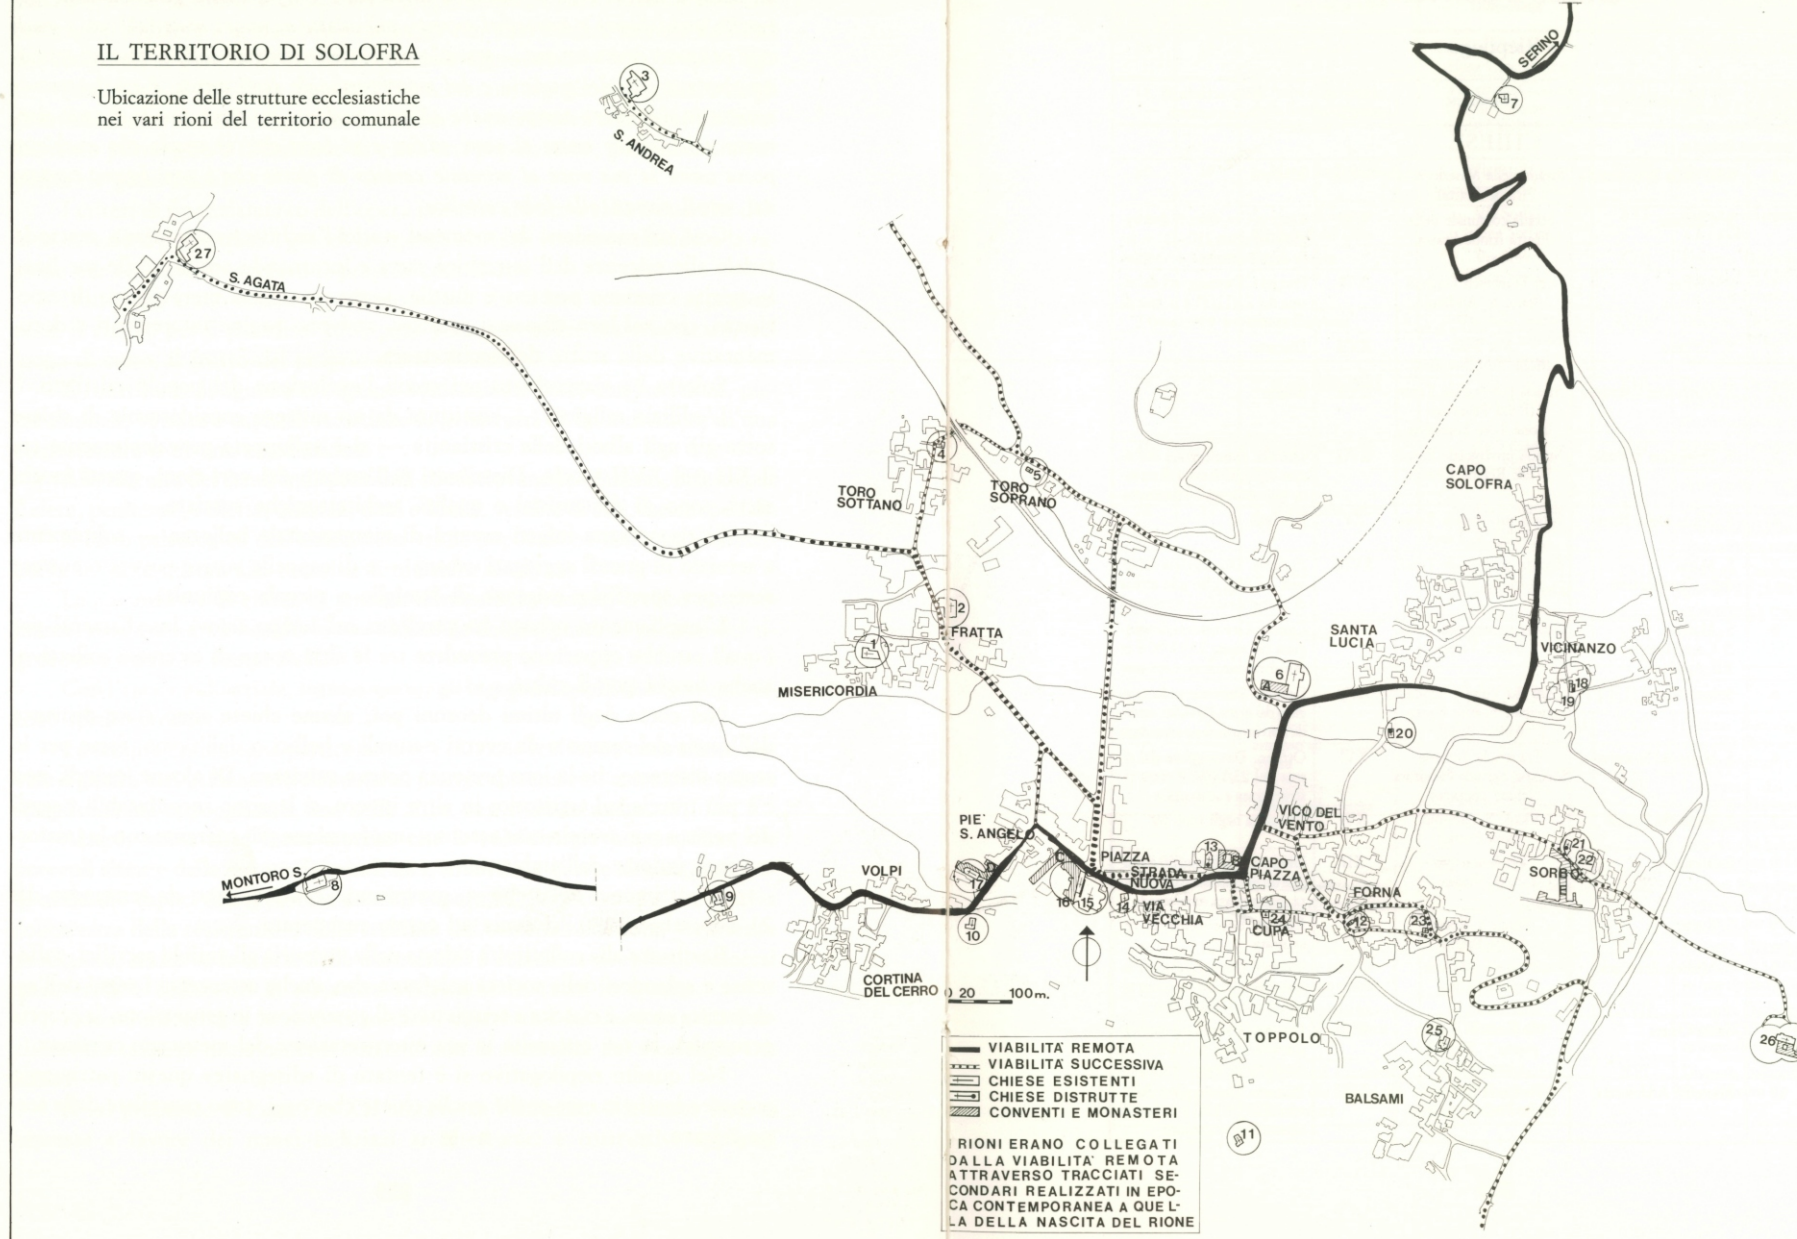 IL TERRITORIO DI SOLOFRA
Ubicazione delle strutture ecclesiastiche
nei vari rioni del territorio comunale
3
S. ANDREA
SERINO
7
27
S. AGATA
4
TORO
SOTTANO
5
TORO
SOPRANO
CAPO
SOLOFRA
2
FRATTA
1
MISERICORDIA
SANTA
LUCIA
VICINANZO
6
A
18
19
20
PIE'
S. ANGELO
VICO DEL
VENTO
MONTORO S.
8
9
VOLPI
17
D
C
PIAZZA
STRADA
NUOVA
13
B
CAPO
PIAZZA
21
22
SORBO
FORNA
10
16
15
14
VIA
VECCHIA
24
CUPA
12
23
CORTINA
DEL CERRO
0 20 100 m.
TOPPOLO
25
26
BALSAMI
11
VIABILITA' REMOTA
VIABILITA' SUCCESSIVA
CHIESE ESISTENTI
CHIESE DISTRUTTE
CONVENTI E MONASTERI
I RIONI ERANO COLLEGATI
DALLA VIABILITA' REMOTA
ATTRAVERSO TRACCIATI SE-
CONDARI REALIZZATI IN EPO-
CA CONTEMPORANEA A QUEL-
LA DELLA NASCITA DEL RIONE